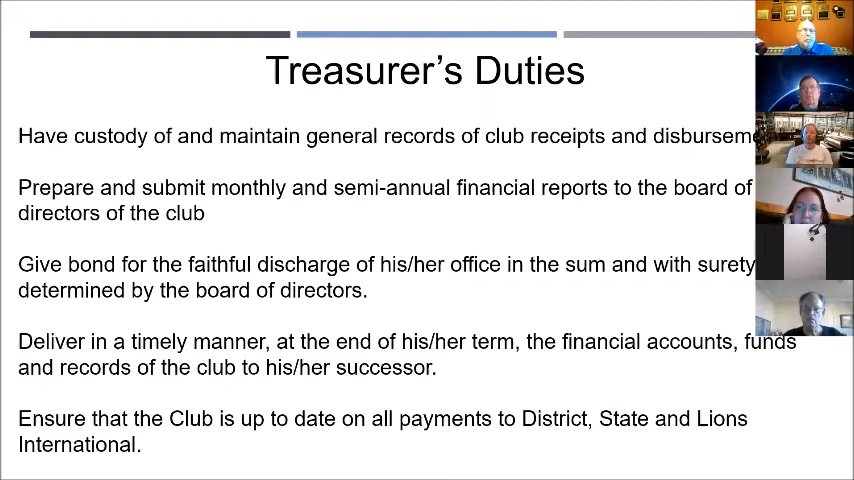 Treasurer's Duties
Have custody of and maintain general records of club receipts and
Prepare and submit monthly and semi-annual financial reports to the board of
directors of the club
Give bond for the faithful discharge of his/her office in the sum and with surety
determined by the board of directors.
Deliver in a timely manner, at the end of his/her term, the financial accounts, funds
and records of the club to his/her successor.
Ensure that the Club is up to date on all payments to District, State and Lions
International.